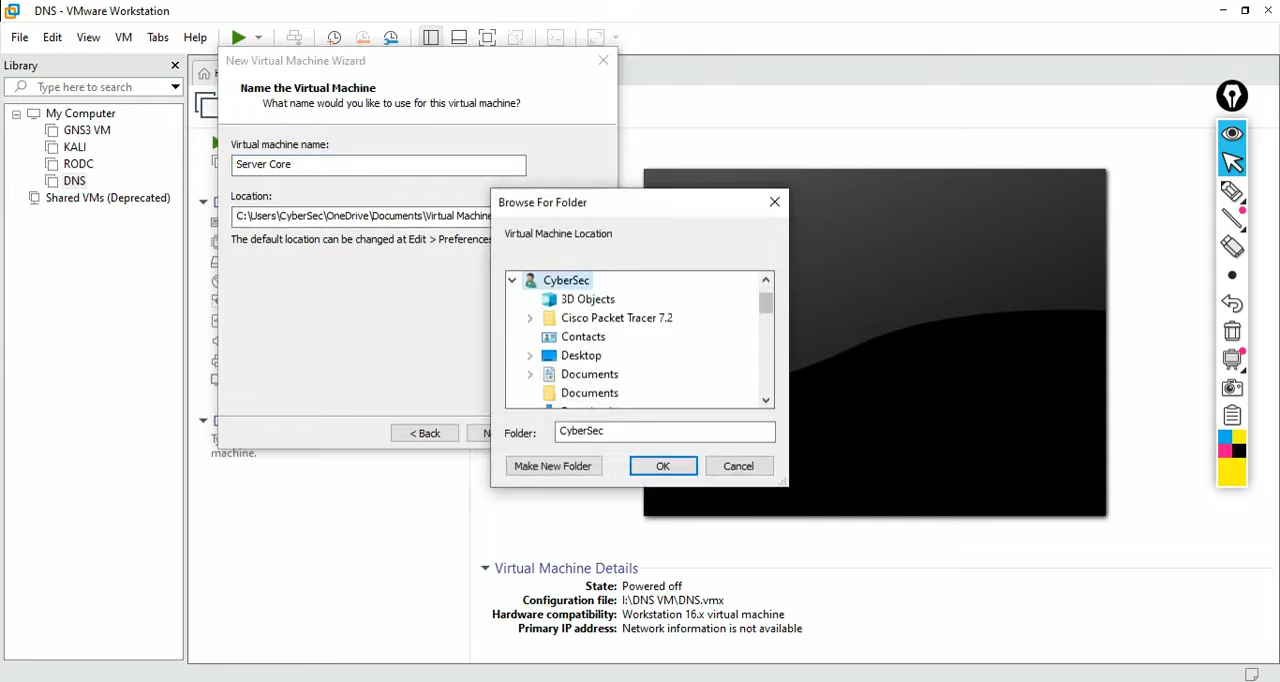 DNS - VMware Workstation
File Edit View VM Tabs Help
Library
Type here to search
My Computer
GNS3 VM
KALI
RODC
DNS
Shared VMs (Deprecated)
New Virtual Machine Wizard
Name the Virtual Machine
What name would you like to use for this virtual machine?
Virtual machine name:
Server Core
Location:
C:\Users\CyberSec\OneDrive\Documents\Virtual Machine
The default location can be changed at Edit > Preferences
< Back
N
machine.
Browse For Folder
Virtual Machine Location
CyberSec
3D Objects
Cisco Packet Tracer 7.2
Contacts
Desktop
Documents
Documents
Folder: CyberSec
Make New Folder OK Cancel
Virtual Machine Details
State: Powered off
Configuration file: I:\DNS VM\DNS.vmx
Hardware compatibility: Workstation 16.x virtual machine
Primary IP address: Network information is not available